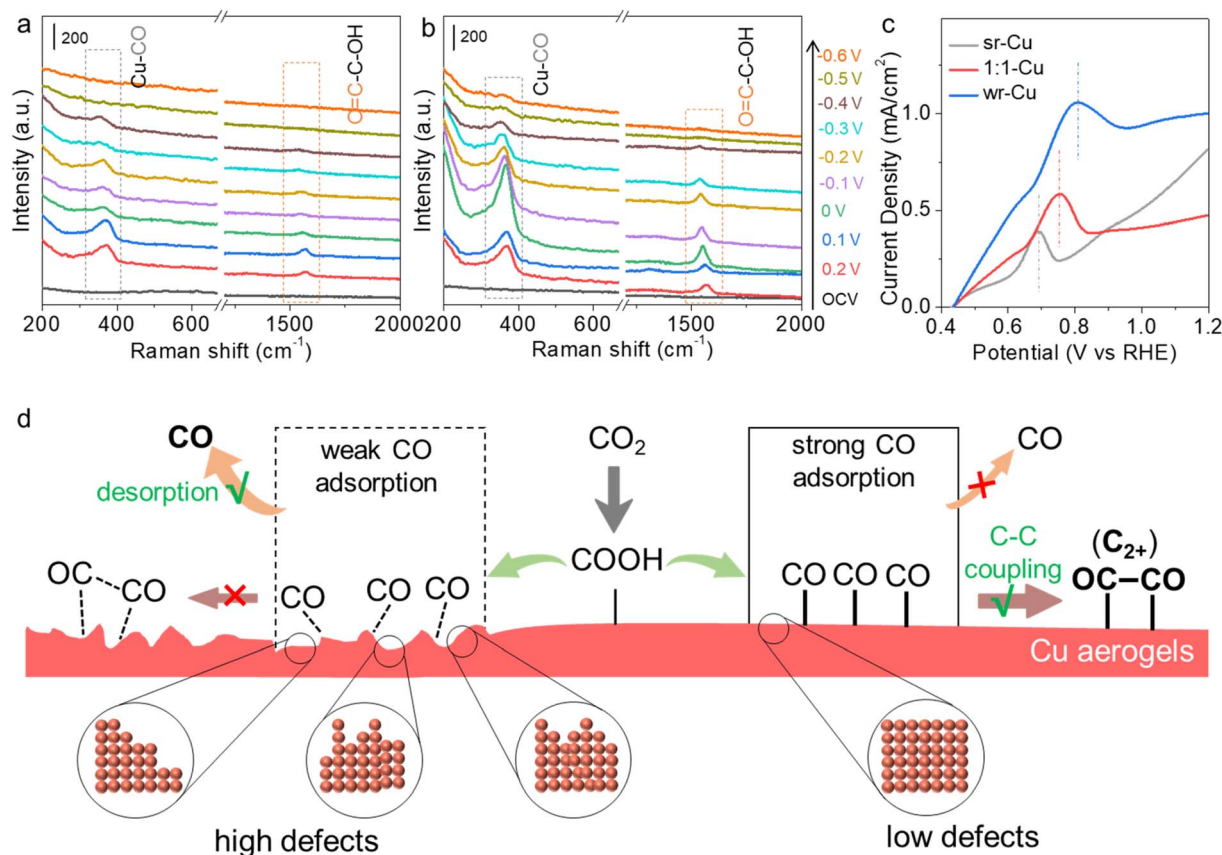 a
200
Cu-CO
O=C-C-OH
Intensity (a.u.)
200 400 600 1500 2000
Raman shift (cm⁻¹)
b
200
Cu-CO
O=C-C-OH
Intensity (a.u.)
200 400 600 1500 2000
Raman shift (cm⁻¹)
-0.6 V
-0.5 V
-0.4 V
-0.3 V
-0.2 V
-0.1 V
0 V
0.1 V
0.2 V
OCV
c
sr-Cu
1:1-Cu
wr-Cu
Current Density (mA/cm²)
1.0
0.5
0.0
0.4 0.6 0.8 1.0 1.2
Potential (V vs RHE)
d
CO
desorption √
weak CO
adsorption
CO₂
COOH
strong CO
adsorption
CO
C-C
coupling
√
(C₂₊)
OC−CO
OC CO
CO CO CO
CO CO CO
Cu aerogels
high defects
low defects